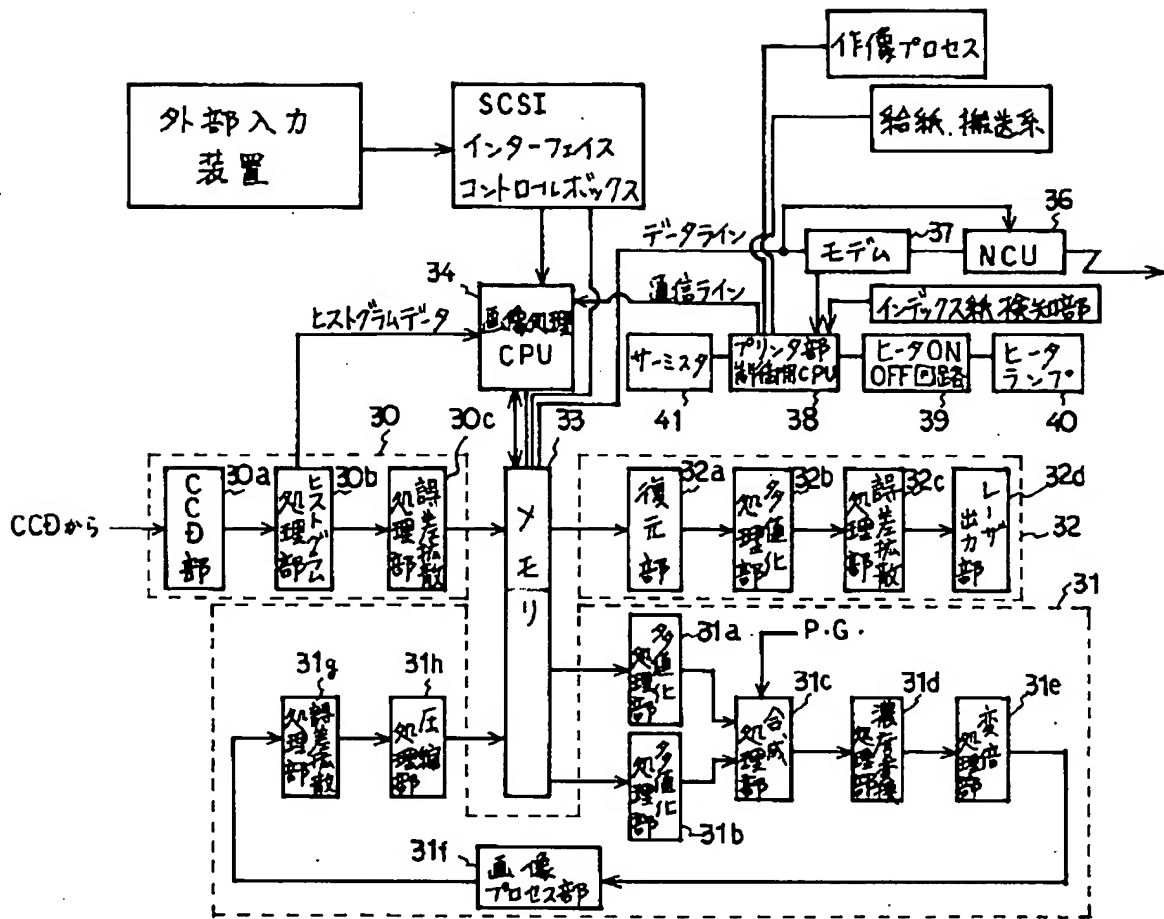 作像プロセス
給紙.搬送系
外部入力
装置
SCSI
インターフェイス
コントロールボックス
データライン
モデム
37
NCU
36
34
通信ライン
インデックス紙検知部
ヒストグラムデータ
画像処理
CPU
サーミスタ
41
プリンタ部
制御用CPU
38
ヒータON
OFF回路
39
ヒータ
ランプ
40
30
30c
33
CCDから
CCD部
30a
ヒストグラム
処理部
30b
誤差拡散
処理部
メモリ
復元部
32a
多値化
処理部
32b
誤差拡散
処理部
32c
レーザ
出力部
32d
32
31
31g
誤差拡散
処理部
31h
圧縮
処理部
多値化
処理部
31a
多値化
処理部
31b
P.G.
合成
処理部
31c
濃度変換
処理部
31d
変倍
処理部
31e
31f
画像
プロセス部